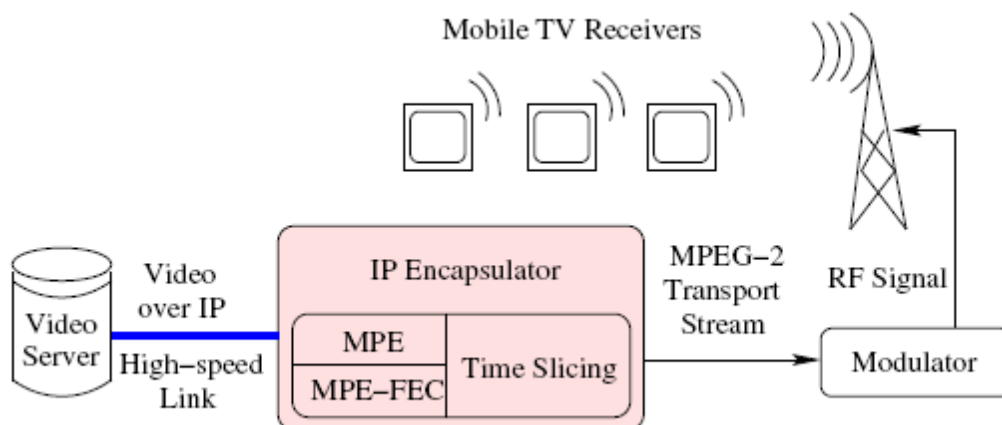 Mobile TV Receivers
Video
Server
Video
over IP
High−speed
Link
IP Encapsulator
MPE
MPE−FEC
Time Slicing
MPEG−2
Transport
Stream
RF Signal
Modulator